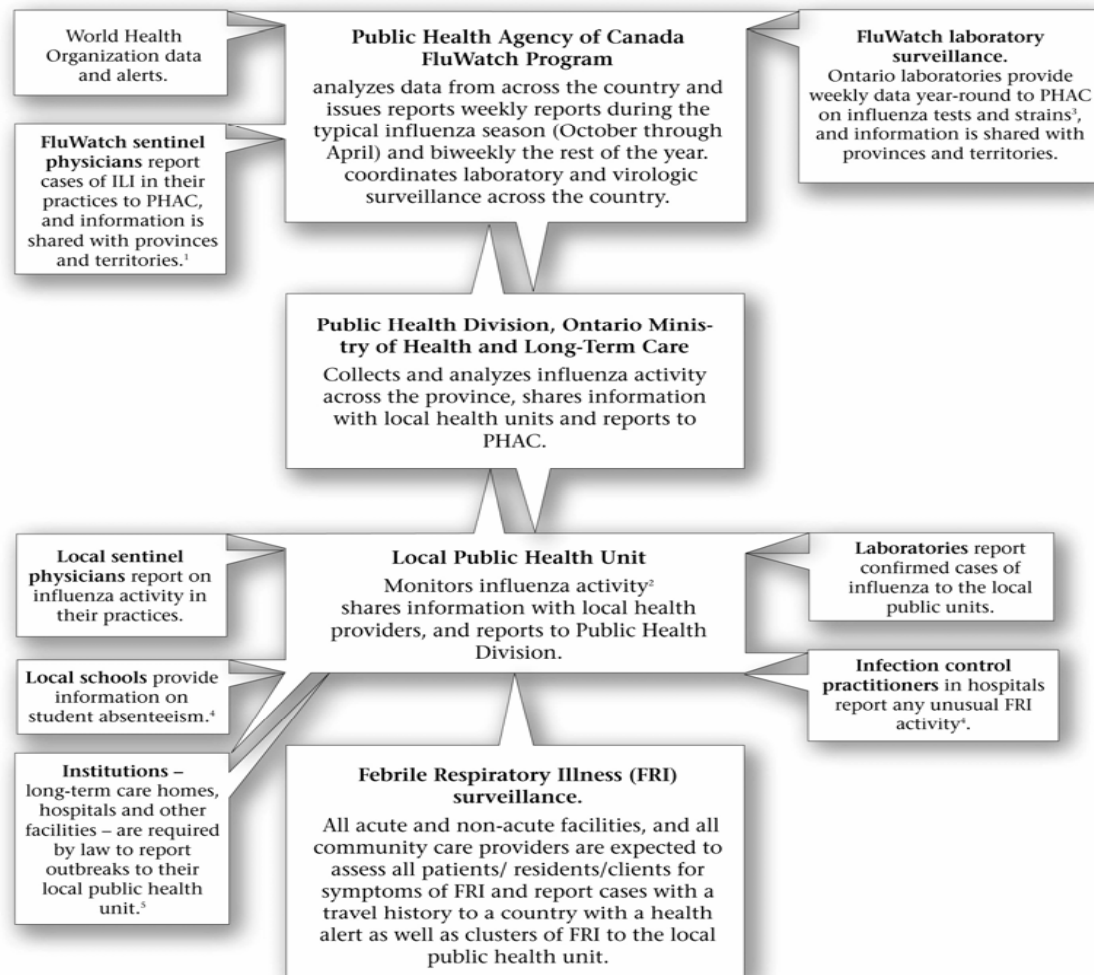 World Health
Organization data
and alerts.
Public Health Agency of Canada
FluWatch Program
analyzes data from across the country and
issues reports weekly reports during the
typical influenza season (October through
April) and biweekly the rest of the year.
coordinates laboratory and virologic
surveillance across the country.
FluWatch laboratory
surveillance.
Ontario laboratories provide
weekly data year-round to PHAC
on influenza tests and strains³,
and information is shared with
provinces and territories.
FluWatch sentinel
physicians report
cases of ILI in their
practices to PHAC,
and information is
shared with provinces
and territories.¹
Public Health Division, Ontario Minis-
try of Health and Long-Term Care
Collects and analyzes influenza activity
across the province, shares information
with local health units and reports to
PHAC.
Local sentinel
physicians report on
influenza activity in
their practices.
Local Public Health Unit
Monitors influenza activity²
shares information with local health
providers, and reports to Public Health
Division.
Laboratories report
confirmed cases of
influenza to the local
public units.
Local schools provide
information on
student absenteeism.⁴
Infection control
practitioners in hospitals
report any unusual FRI
activity⁴.
Institutions –
long-term care homes,
hospitals and other
facilities – are required
by law to report
outbreaks to their
local public health
unit.⁵
Febrile Respiratory Illness (FRI)
surveillance.
All acute and non-acute facilities, and all
community care providers are expected to
assess all patients/ residents/clients for
symptoms of FRI and report cases with a
travel history to a country with a health
alert as well as clusters of FRI to the local
public health unit.